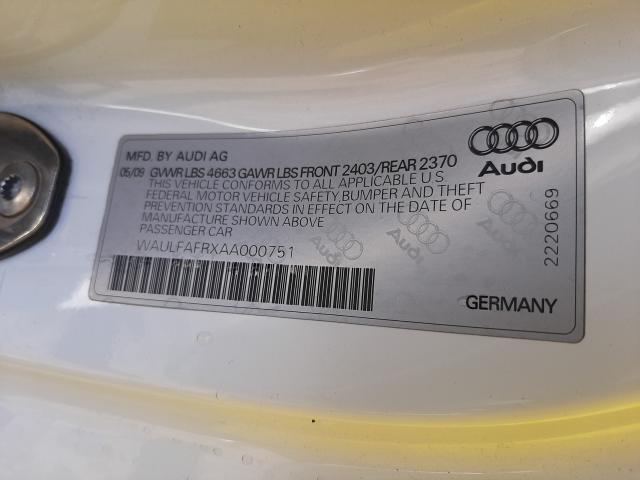 MFD. BY AUDI AG
05/09 GVWR LBS 4663 GAWR LBS FRONT 2403/REAR 2370
THIS VEHICLE CONFORMS TO ALL APPLICABLE U S
FEDERAL MOTOR VEHICLE SAFETY,BUMPER AND THEFT
PREVENTION STANDARDS IN EFFECT ON THE DATE OF
MANUFACTURE SHOWN ABOVE
PASSENGER CAR
WAULFAFRXAA000751
Audi
2220669
GERMANY